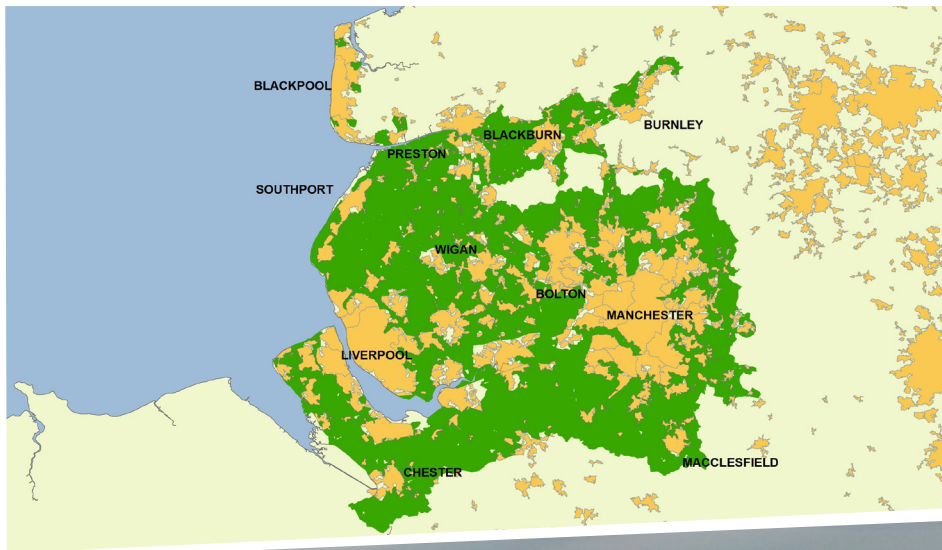 BLACKPOOL
BLACKBURN
BURNLEY
PRESTON
SOUTHPORT
WIGAN
BOLTON
MANCHESTER
LIVERPOOL
CHESTER
MACCLESFIELD